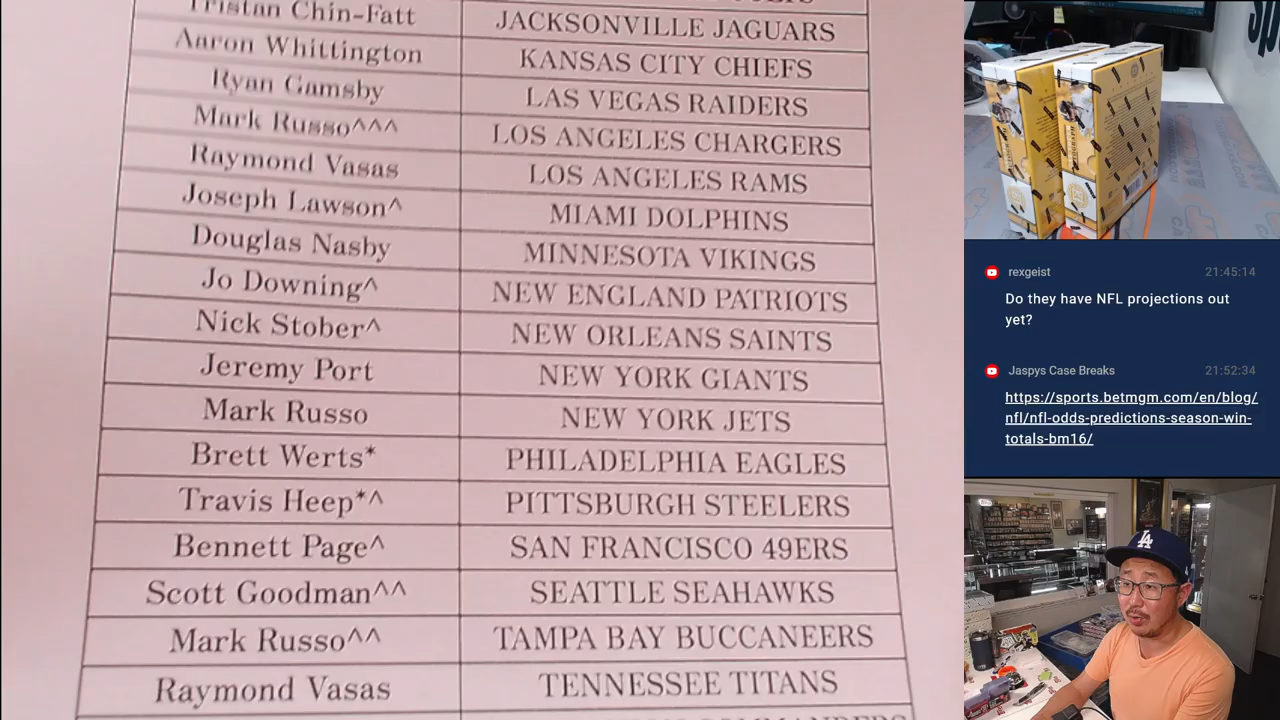 Tristan Chin-Fatt
JACKSONVILLE JAGUARS
Aaron Whittington
KANSAS CITY CHIEFS
Ryan Gamsby
LAS VEGAS RAIDERS
Mark Russo^^^
LOS ANGELES CHARGERS
Raymond Vasas
LOS ANGELES RAMS
Joseph Lawson^
MIAMI DOLPHINS
Douglas Nasby
MINNESOTA VIKINGS
Jo Downing^
NEW ENGLAND PATRIOTS
Nick Stober^
NEW ORLEANS SAINTS
Jeremy Port
NEW YORK GIANTS
Mark Russo
NEW YORK JETS
Brett Werts*
PHILADELPHIA EAGLES
Travis Heep*^
PITTSBURGH STEELERS
Bennett Page^
SAN FRANCISCO 49ERS
Scott Goodman^^
SEATTLE SEAHAWKS
Mark Russo^^
TAMPA BAY BUCCANEERS
Raymond Vasas
TENNESSEE TITANS
rexgeist 21:45:14
Do they have NFL projections out
yet?
Jaspys Case Breaks 21:52:34
https://sports.betmgm.com/en/blog/
nfl/nfl-odds-predictions-season-win-
totals-bm16/
LA